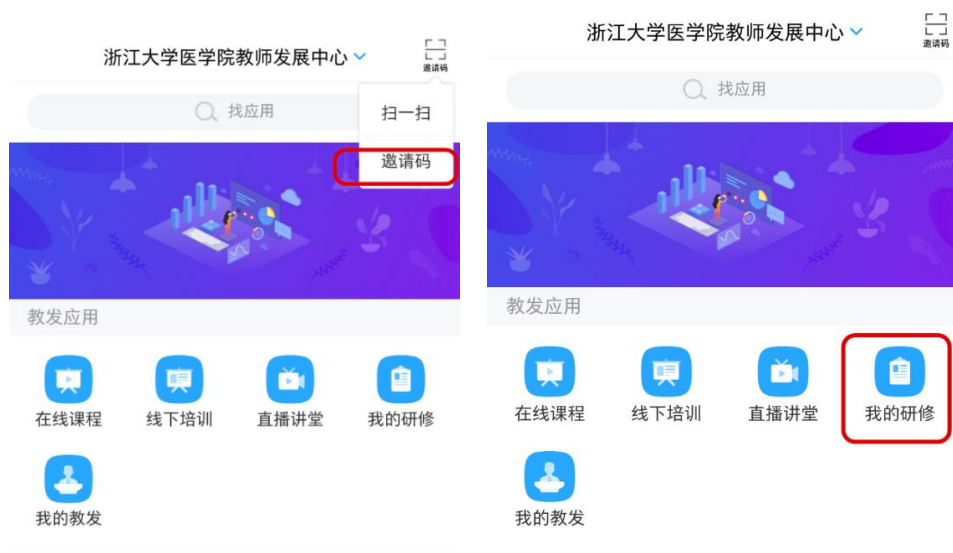 浙江大学医学院教师发展中心
邀请码
找应用
扫一扫
邀请码
教发应用
在线课程 线下培训 直播讲堂 我的研修
我的教发
浙江大学医学院教师发展中心
邀请码
找应用
教发应用
在线课程 线下培训 直播讲堂 我的研修
我的教发